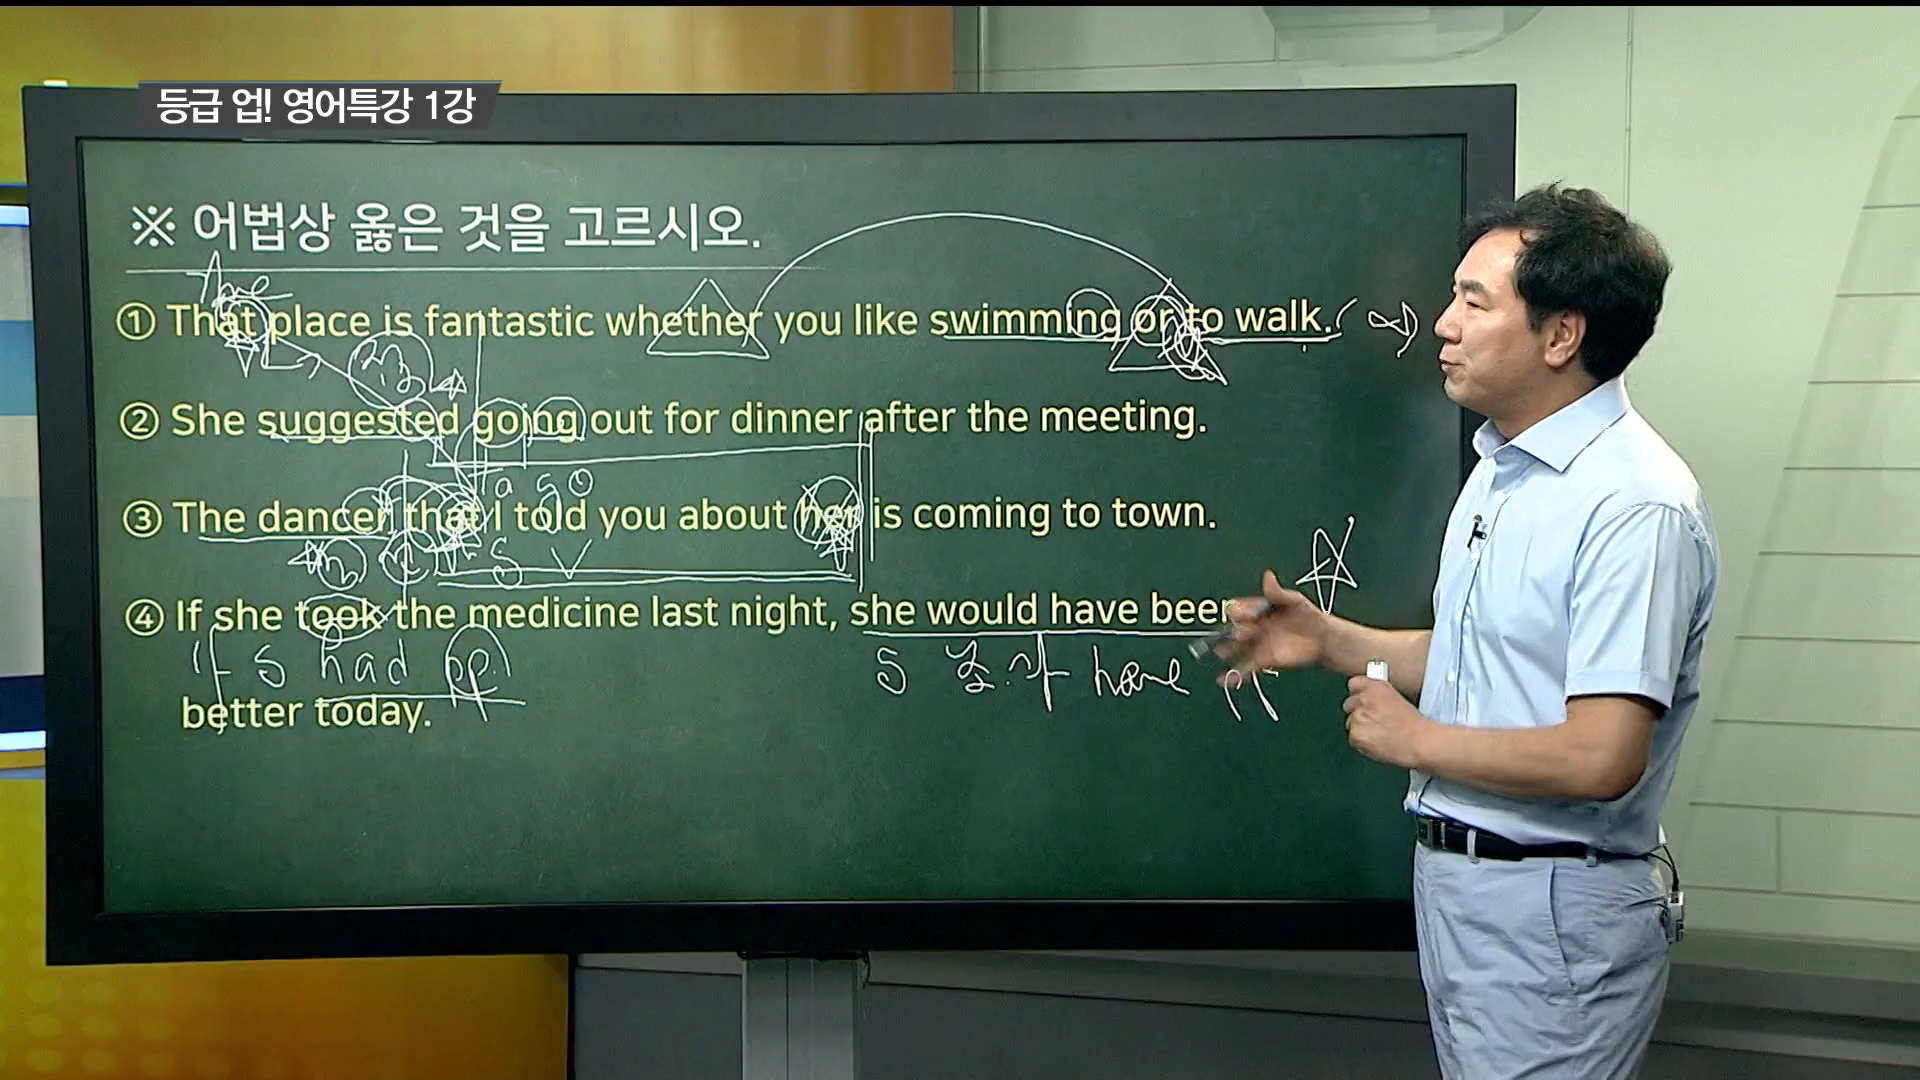 등급 업! 영어특강 1강
※ 어법상 옳은 것을 고르시오.
① That place is fantastic whether you like swimming or to walk.
② She suggested going out for dinner after the meeting.
to go
③ The dancer that I told you about her is coming to town.
S V
④ If she took the medicine last night, she would have been
If S had p.p. S 조·과 have pp
better today.